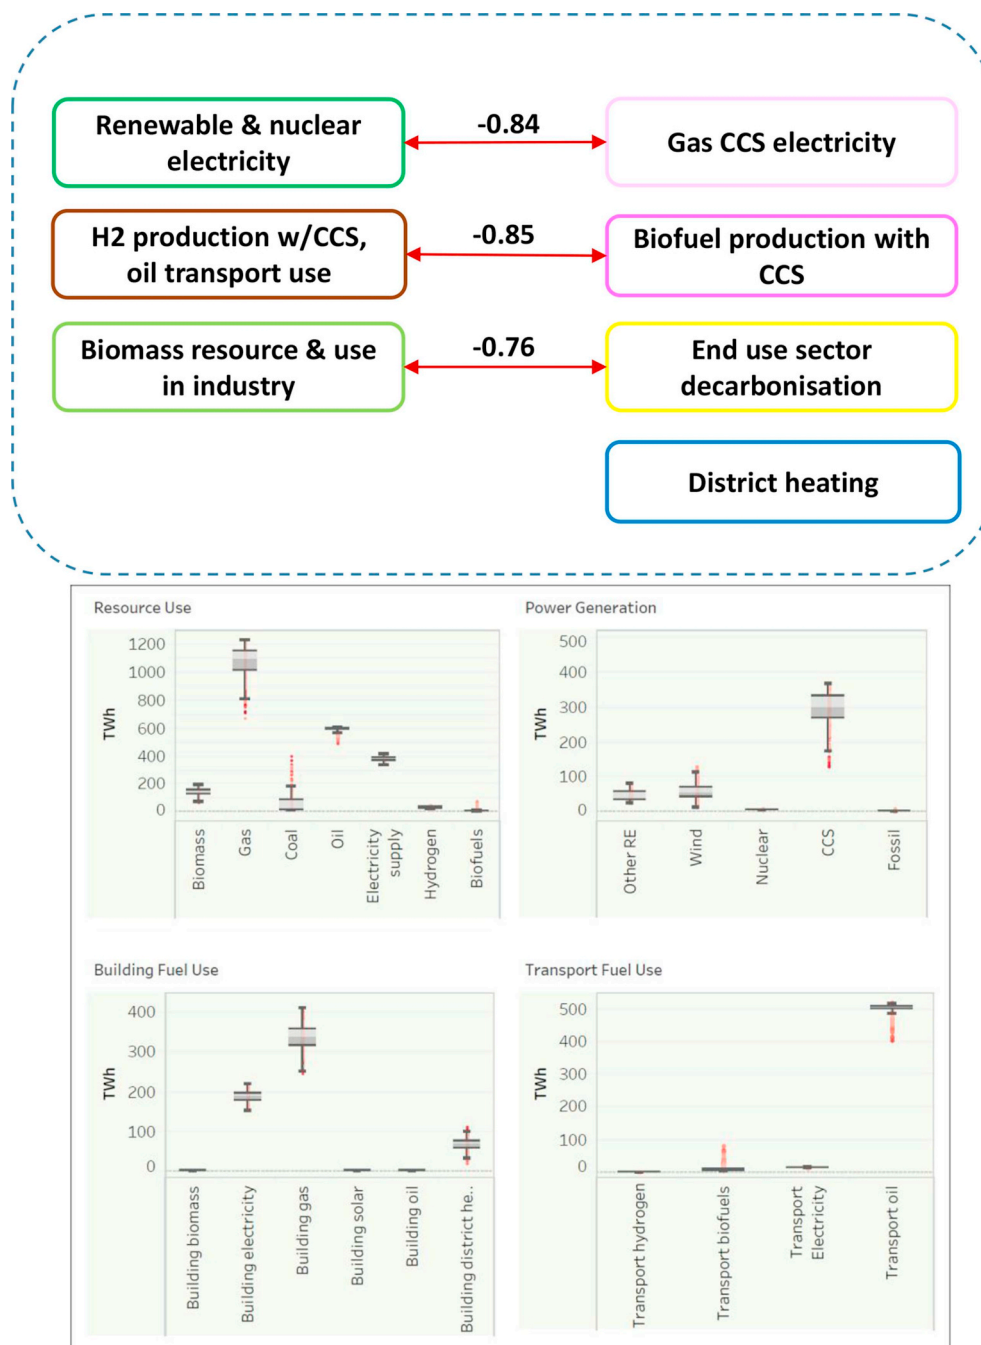 Renewable & nuclear
electricity
-0.84
Gas CCS electricity
H2 production w/CCS,
oil transport use
-0.85
Biofuel production with
CCS
Biomass resource & use
in industry
-0.76
End use sector
decarbonisation
District heating
Resource Use
TWh
1200
1000
800
600
400
200
0
Biomass
Gas
Coal
Oil
Electricity
supply
Hydrogen
Biofuels
Power Generation
TWh
500
400
300
200
100
0
Other RE
Wind
Nuclear
CCS
Fossil
Building Fuel Use
TWh
400
300
200
100
0
Building biomass
Building electricity
Building gas
Building solar
Building oil
Building district he..
Transport Fuel Use
TWh
500
400
300
200
100
0
Transport hydrogen
Transport biofuels
Transport
Electricity
Transport oil